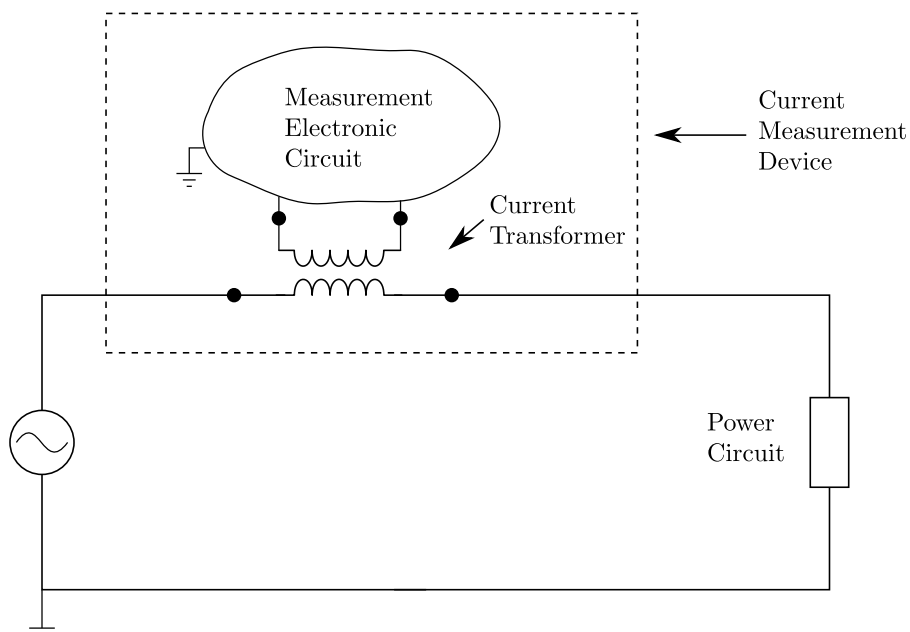 Measurement
Electronic
Circuit
Current
Measurement
Device
Current
Transformer
Power
Circuit